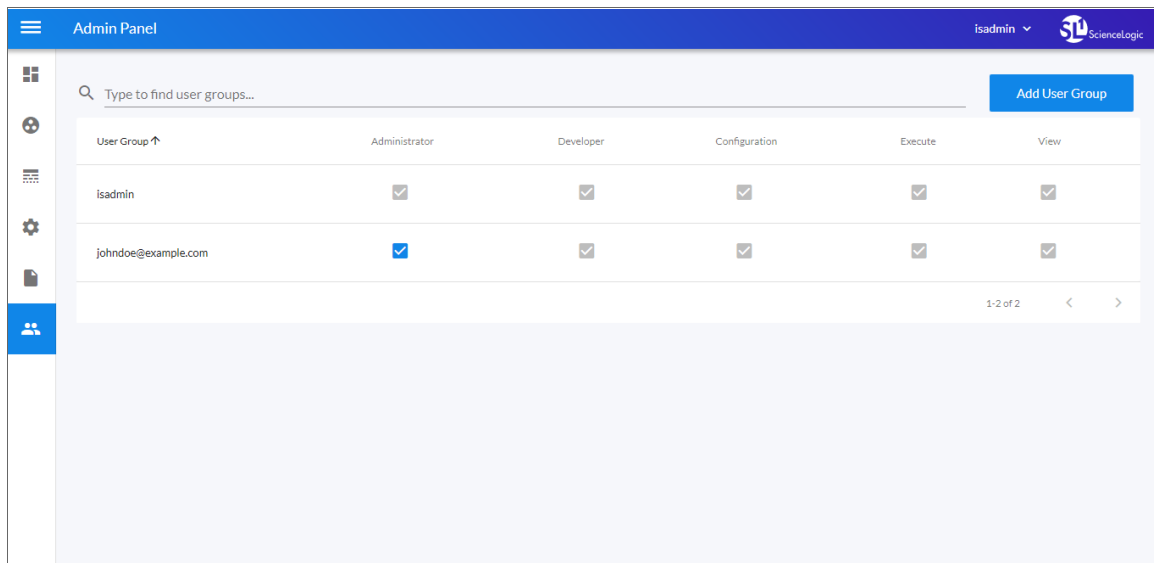 Admin Panel
isadmin
SL1 ScienceLogic
Type to find user groups...
Add User Group
User Group Administrator Developer Configuration Execute View
isadmin
johndoe@example.com
1-2 of 2